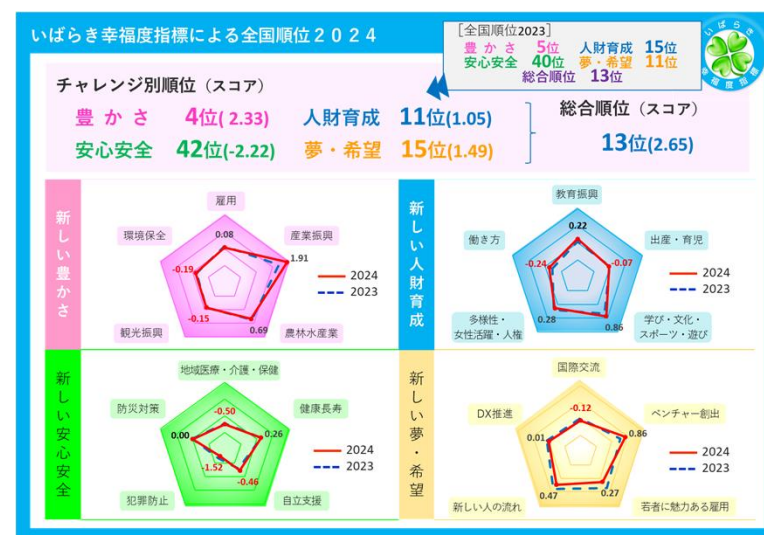 いばらき幸福度指標による全国順位2024
[全国順位2023]
豊かさ 5位 人財育成 15位
安心安全 40位 夢・希望 11位
総合順位 13位
いばらき幸福度指標
チャレンジ別順位（スコア）
豊かさ 4位(2.33) 人財育成 11位(1.05)
安心安全 42位(-2.22) 夢・希望 15位(1.49)
総合順位（スコア）
13位(2.65)
新しい豊かさ
雇用
0.08
環境保全
産業振興
-0.19
1.91
2024
2023
-0.15
0.69
観光振興
農林水産業
新しい人財育成
教育振興
0.22
働き方
出産・育児
-0.24
-0.07
2024
2023
0.28
0.86
多様性・
女性活躍・人権
学び・文化・
スポーツ・遊び
新しい安心安全
地域医療・介護・保健
-0.50
防災対策
健康長寿
0.00
0.26
2024
2023
-1.52
-0.46
犯罪防止
自立支援
新しい夢・希望
国際交流
-0.12
DX推進
ベンチャー創出
0.01
0.86
2024
2023
0.47
0.27
新しい人の流れ
若者に魅力ある雇用